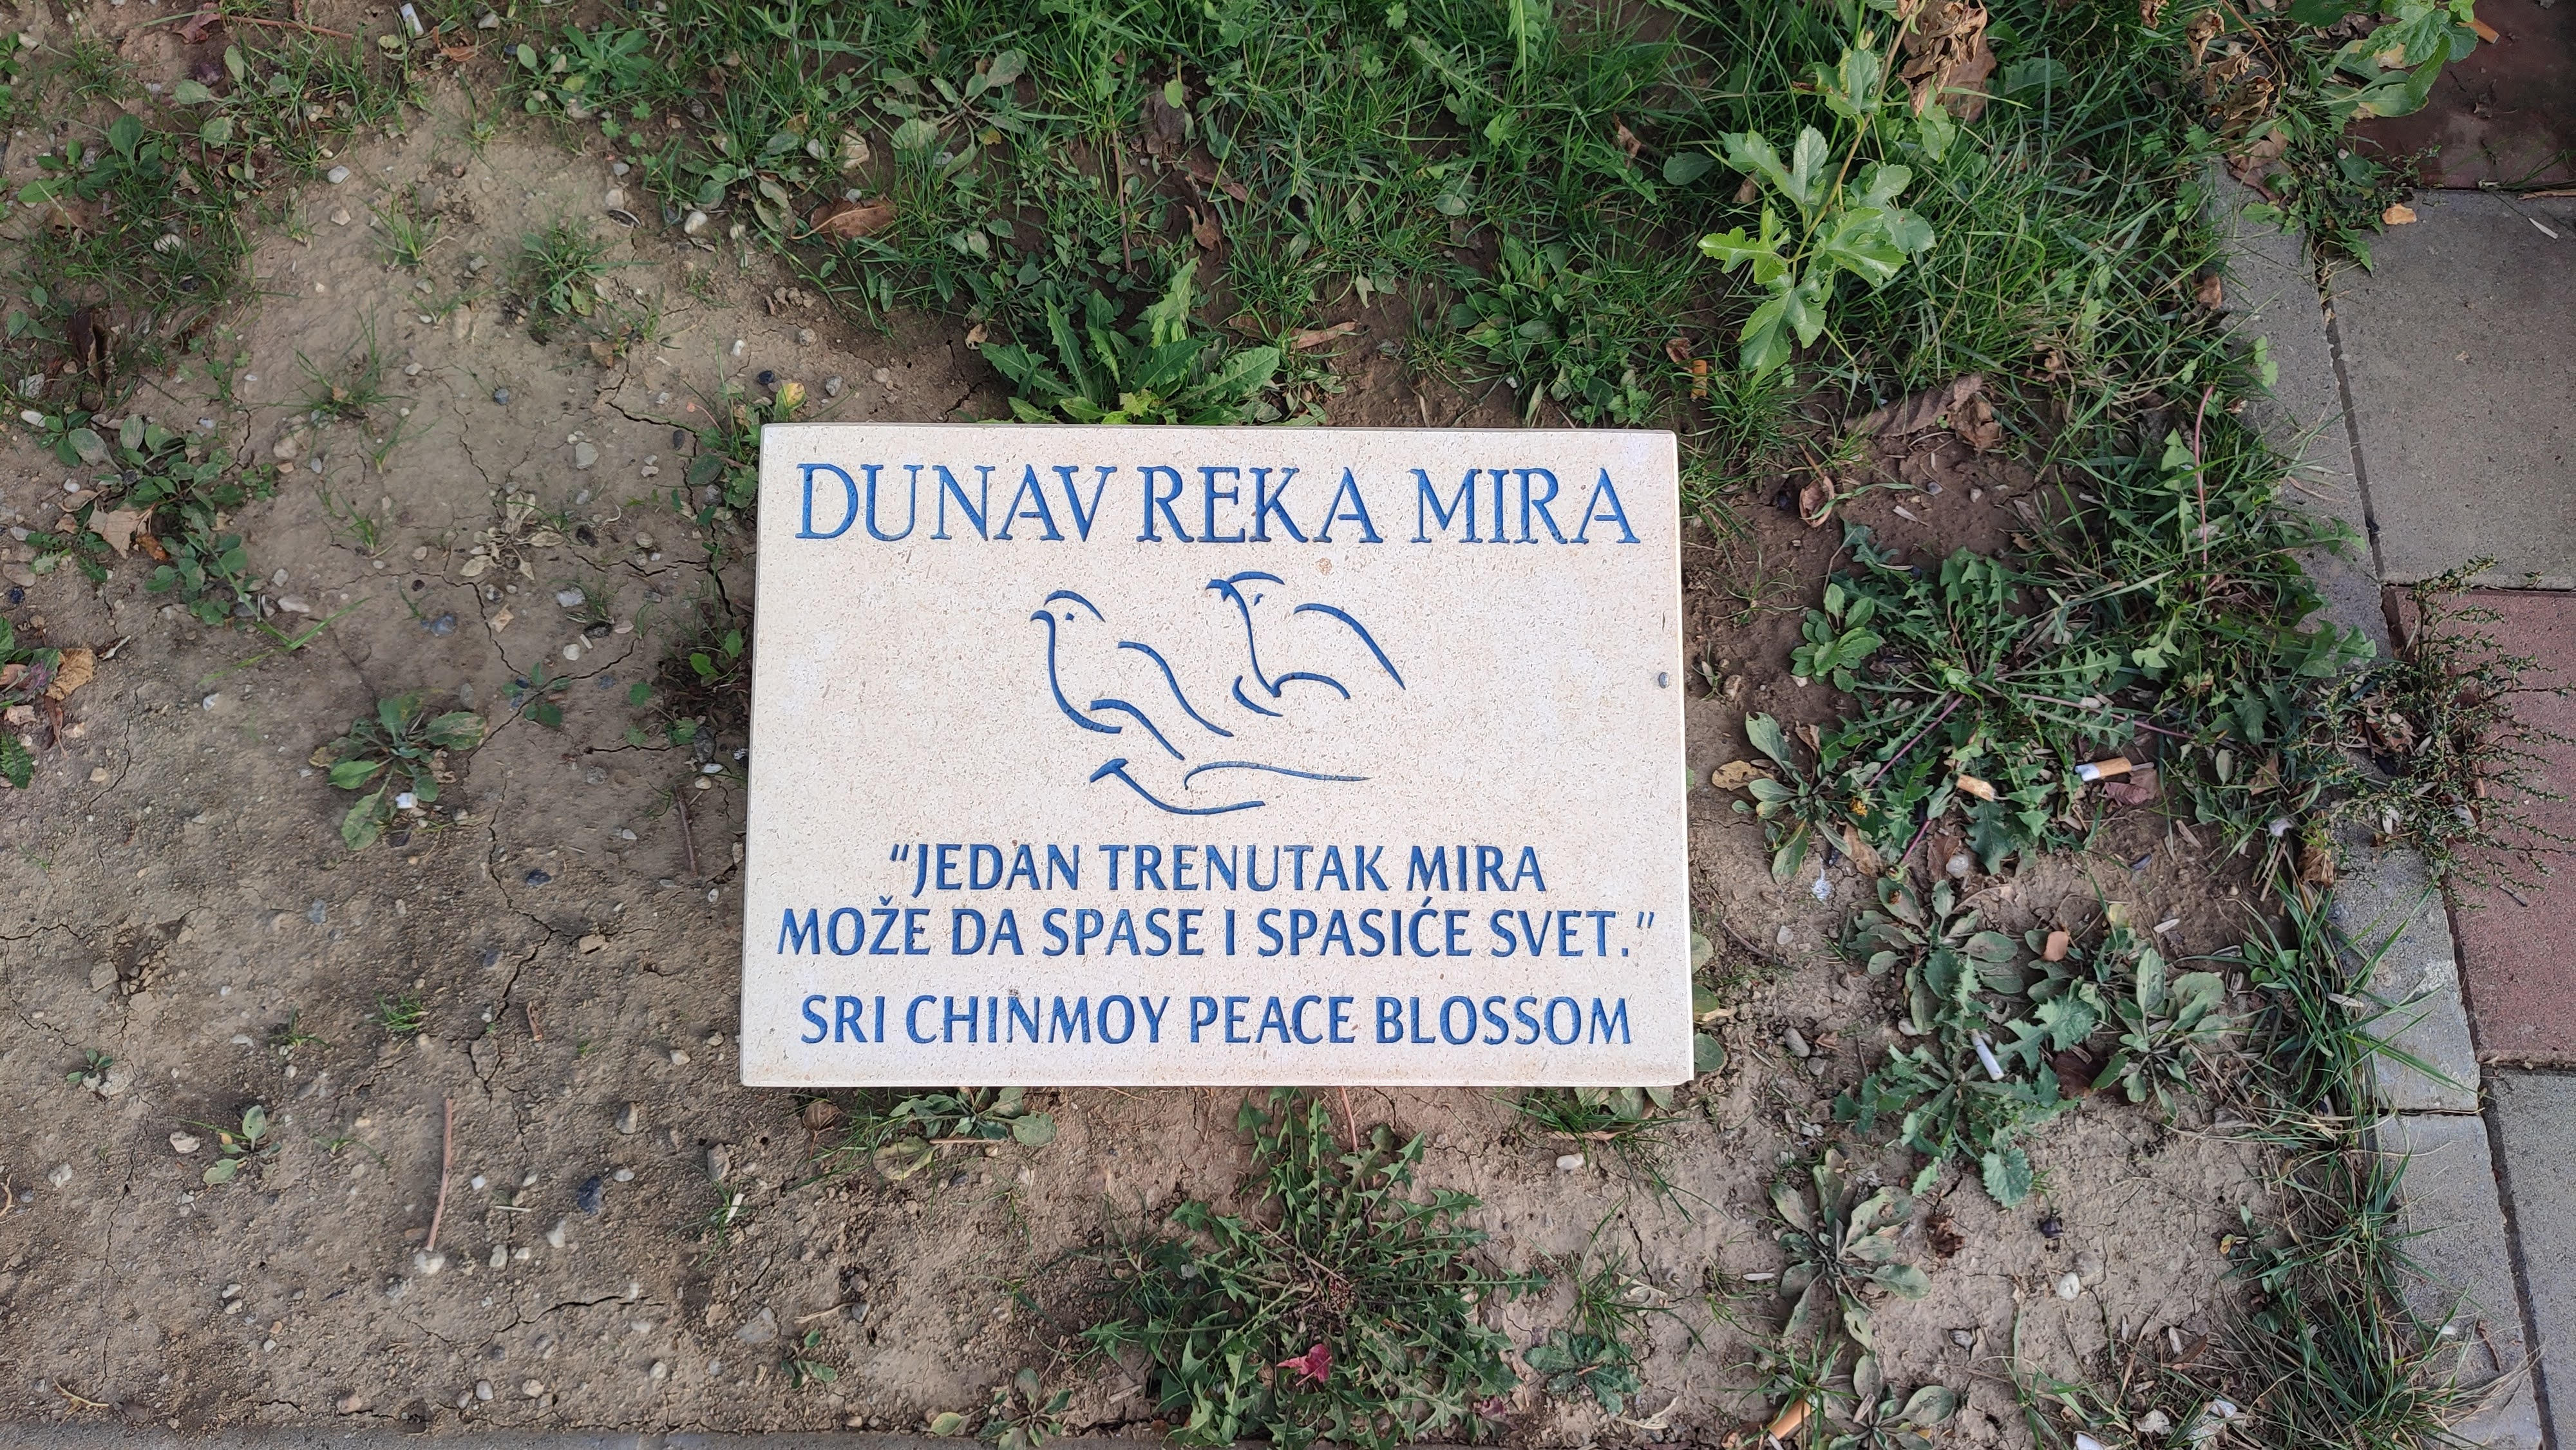 DUNAV REKA MIRA
“JEDAN TRENUTAK MIRA
MOŽE DA SPASE I SPASIĆE SVET.”
SRI CHINMOY PEACE BLOSSOM